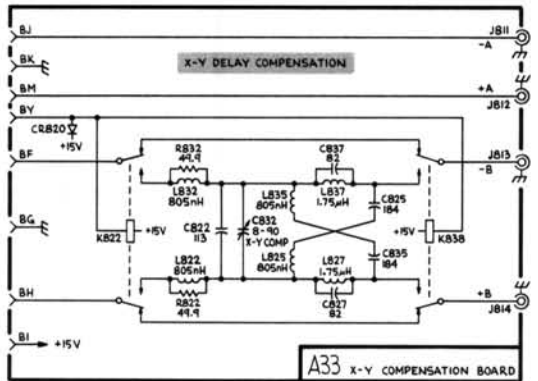 BJ
J811
-A
BK
X-Y DELAY COMPENSATION
BM
+A
J812
BY
CR820
+15V
R832
49.9
C837
82
BF
J813
-B
L832
805nH
L835
805nH
L837
1.75μH
C825
184
C822
113
C832
8-90
X-Y COMP
BG
+15V
K822
+15V
K838
L822
805nH
L825
805nH
L827
1.75μH
C835
184
BH
R822
49.9
C827
82
+B
J814
BI
+15V
A33 X-Y COMPENSATION BOARD